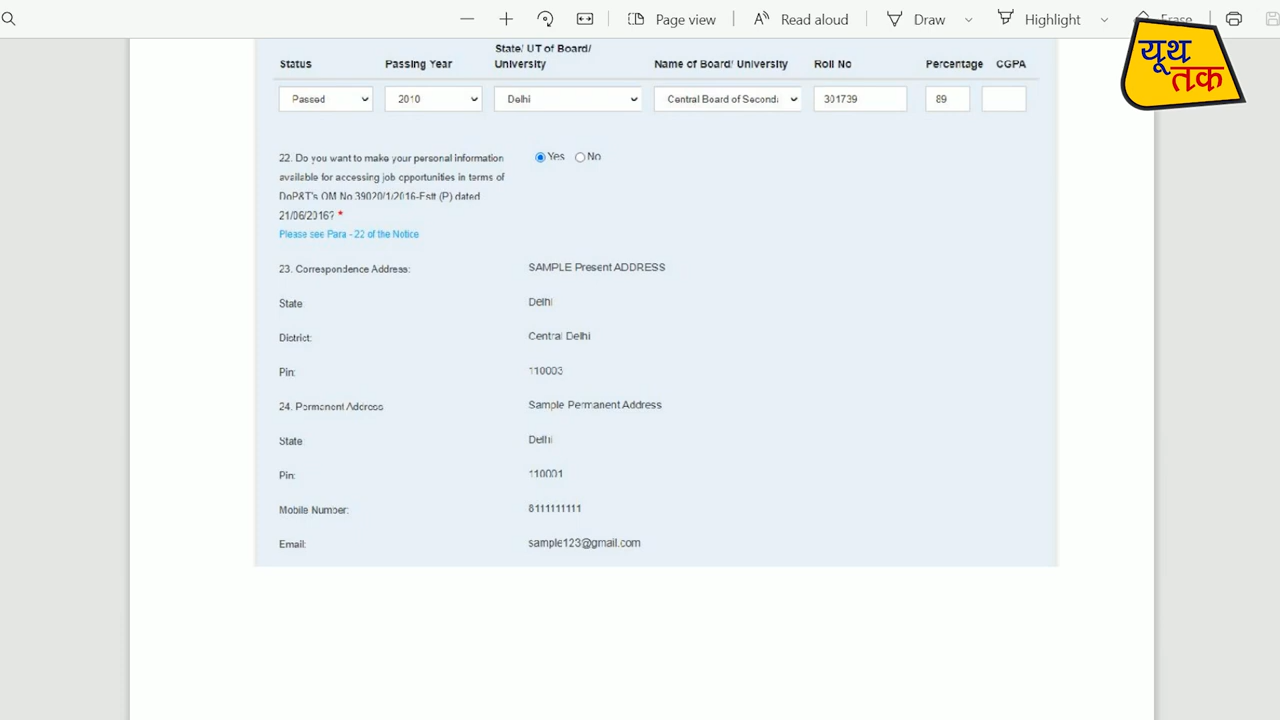 Page view
Read aloud
Draw
Highlight
Erase
यूथ
तक
Status Passing Year State/ UT of Board/ University Name of Board/ University Roll No Percentage CGPA
Passed 2010 Delhi Central Board of Second 301739 89
22. Do you want to make your personal information Yes No
available for accessing job opportunities in terms of
DoP&T's OM No 39020/1/2016-Estt (P) dated
21/06/2016? *
Please see Para - 22 of the Notice
23. Correspondence Address: SAMPLE Present ADDRESS
State Delhi
District: Central Delhi
Pin: 110003
24. Permanent Address Sample Permanent Address
State Delhi
Pin: 110001
Mobile Number: 8111111111
Email: sample123@gmail.com